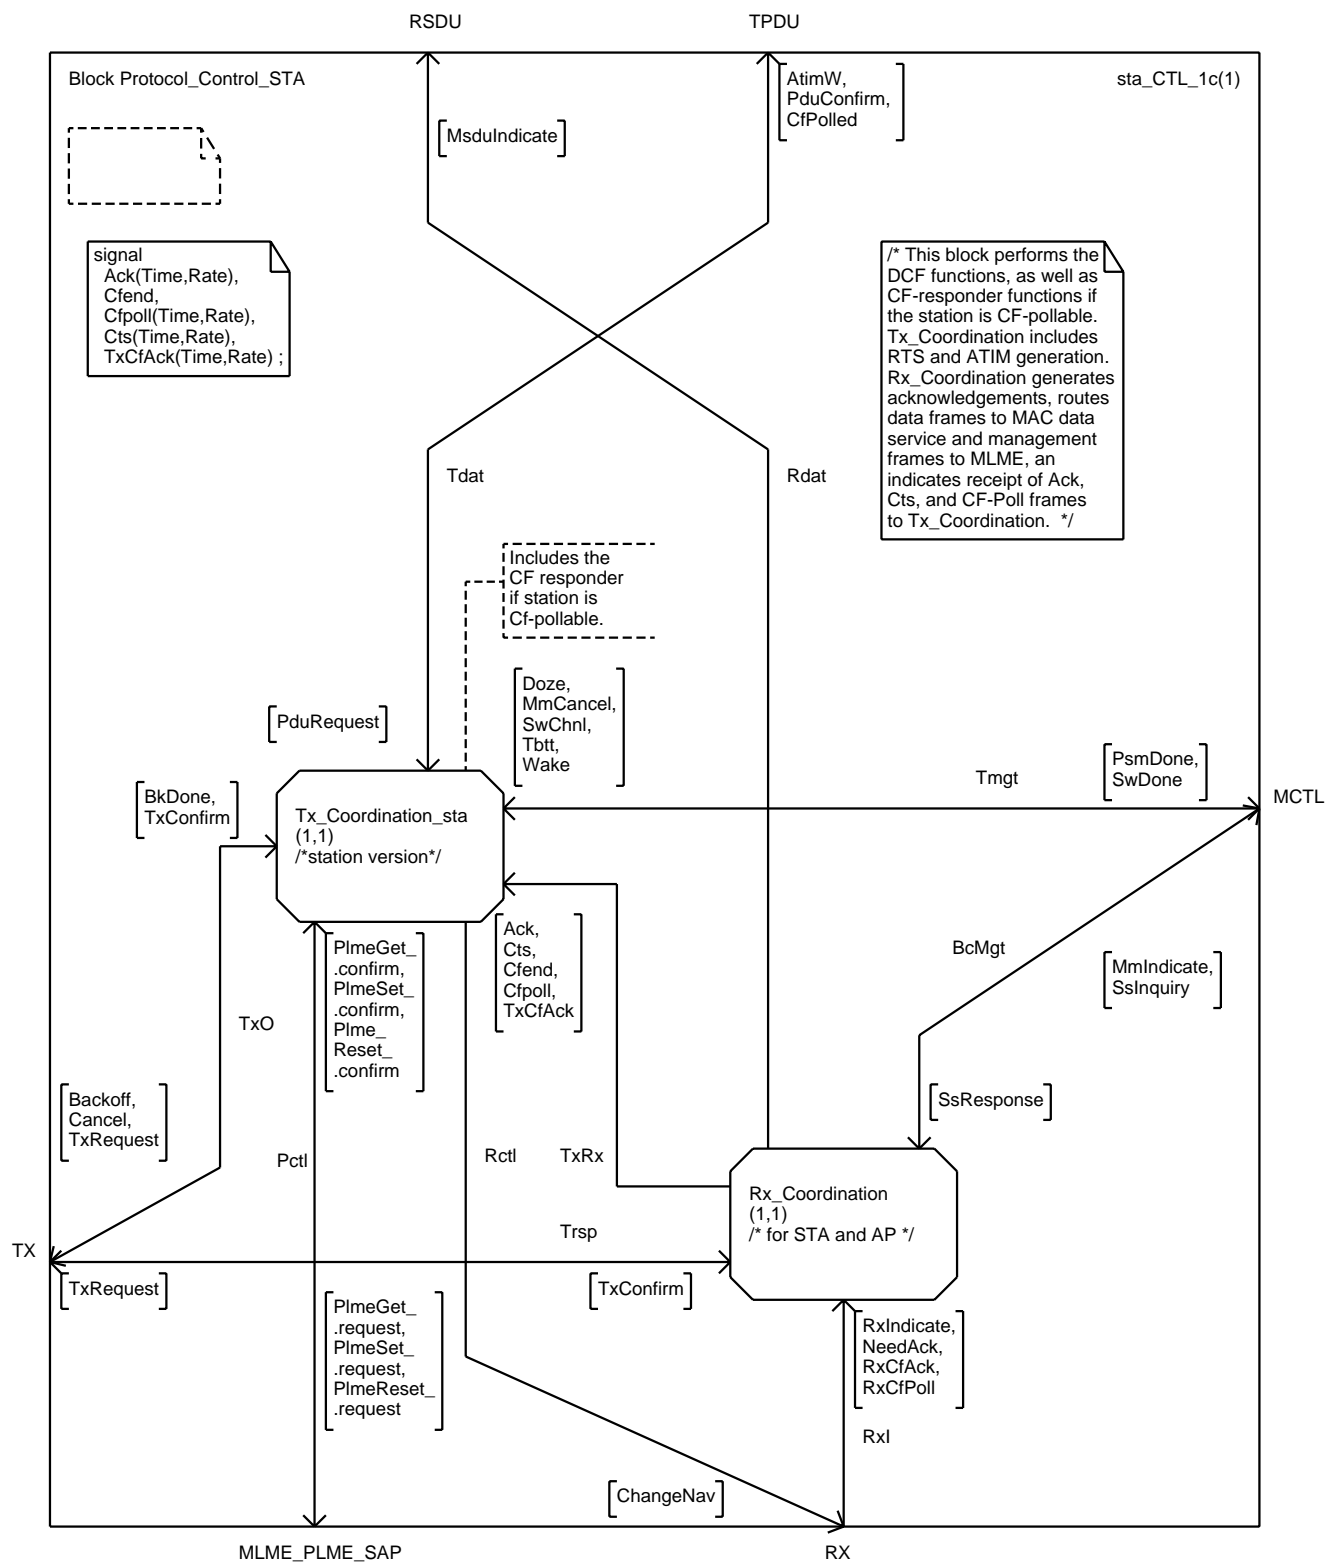 RSDU
TPDU
Block Protocol_Control_STA
sta_CTL_1c(1)
AtimW,
PduConfirm,
CfPolled
MsduIndicate
signal
Ack(Time,Rate),
Cfend,
Cfpoll(Time,Rate),
Cts(Time,Rate),
TxCfAck(Time,Rate) ;
/* This block performs the
DCF functions, as well as
CF-responder functions if
the station is CF-pollable.
Tx_Coordination includes
RTS and ATIM generation.
Rx_Coordination generates
acknowledgements, routes
data frames to MAC data
service and management
frames to MLME, an
indicates receipt of Ack,
Cts, and CF-Poll frames
to Tx_Coordination.  */
Tdat
Rdat
Includes the
CF responder
if station is
Cf-pollable.
Doze,
MmCancel,
SwChnl,
Tbtt,
Wake
PduRequest
BkDone,
TxConfirm
Tmgt
PsmDone,
SwDone
MCTL
Tx_Coordination_sta
(1,1)
/*station version*/
PlmeGet_
.confirm,
PlmeSet_
.confirm,
Plme_
Reset_
.confirm
Ack,
Cts,
Cfend,
Cfpoll,
TxCfAck
BcMgt
MmIndicate,
SsInquiry
TxO
Backoff,
Cancel,
TxRequest
SsResponse
Pctl
Rctl
TxRx
Rx_Coordination
(1,1)
/* for STA and AP */
Trsp
TX
TxRequest
TxConfirm
PlmeGet_
.request,
PlmeSet_
.request,
PlmeReset_
.request
RxIndicate,
NeedAck,
RxCfAck,
RxCfPoll
RxI
ChangeNav
MLME_PLME_SAP
RX